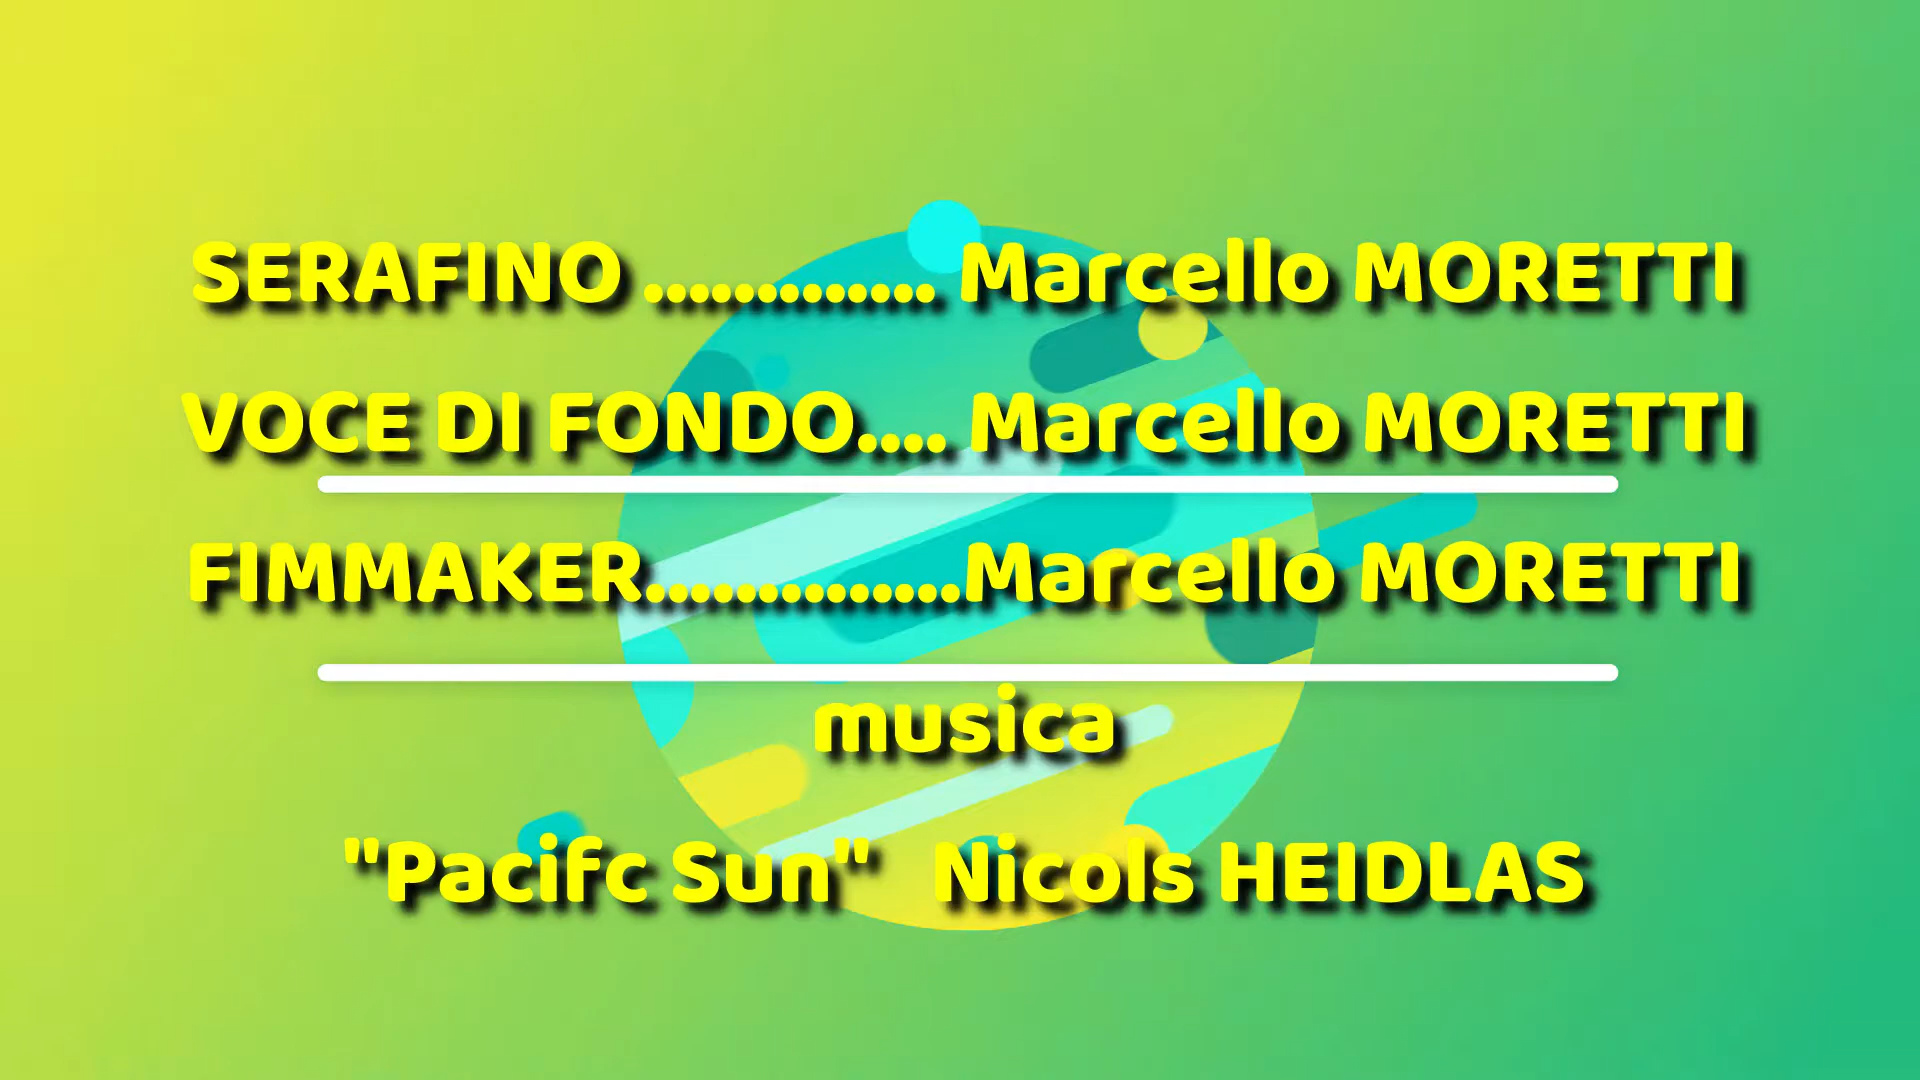 SERAFINO ............. Marcello MORETTI
VOCE DI FONDO.... Marcello MORETTI
FIMMAKER..............Marcello MORETTI
musica
"Pacifc Sun" Nicols HEIDLAS